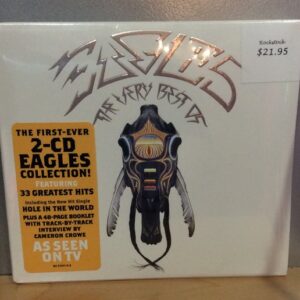 Rockaholic
$21.95
EAGLES
THE VERY BEST OF
THE FIRST-EVER
2-CD
EAGLES
COLLECTION!
FEATURING
33 GREATEST HITS
Including the New Hit Single
HOLE IN THE WORLD
PLUS A 40-PAGE BOOKLET
WITH TRACK-BY-TRACK
INTERVIEW BY
CAMERON CROWE
AS SEEN
ON TV